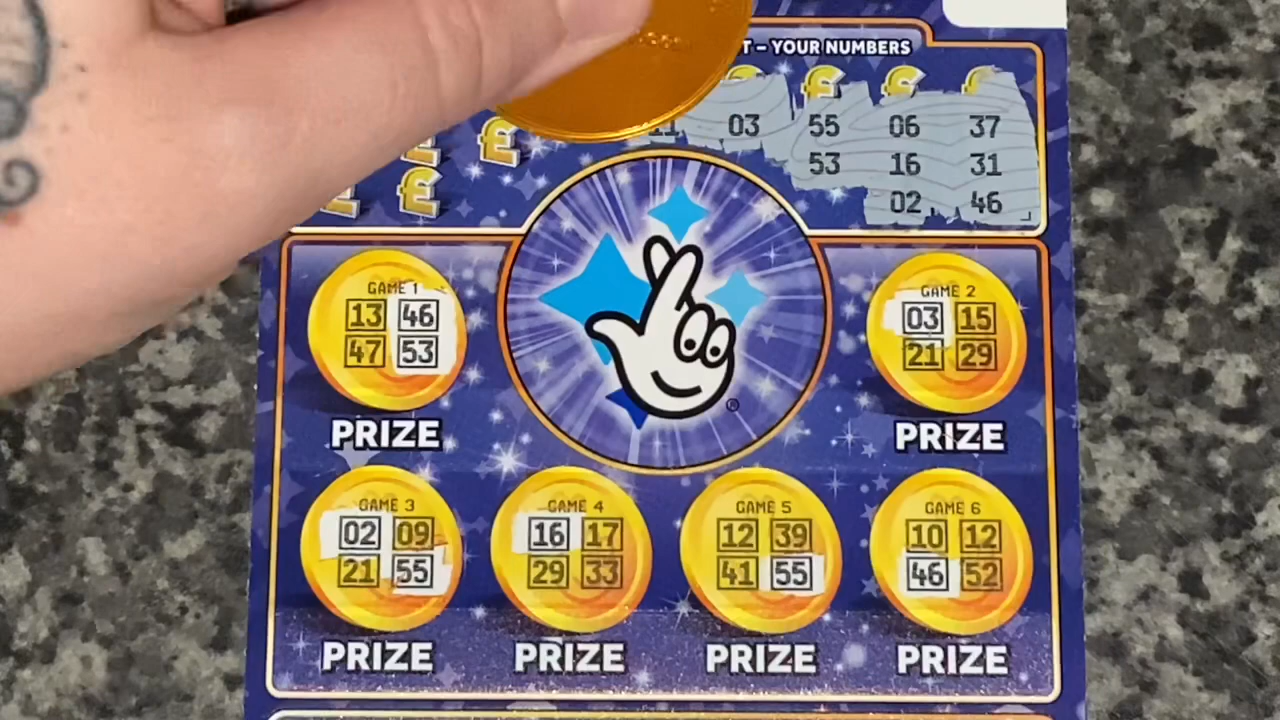 T – YOUR NUMBERS
£ £ £ £
11 03 55 06 37
£ £
53 16 31
£ £
02 46
GAME 1
13 46
47 53
PRIZE
GAME 2
03 15
21 29
PRIZE
®
GAME 3
02 09
21 55
PRIZE
GAME 4
16 17
29 33
PRIZE
GAME 5
12 39
41 55
PRIZE
GAME 6
10 12
46 52
PRIZE